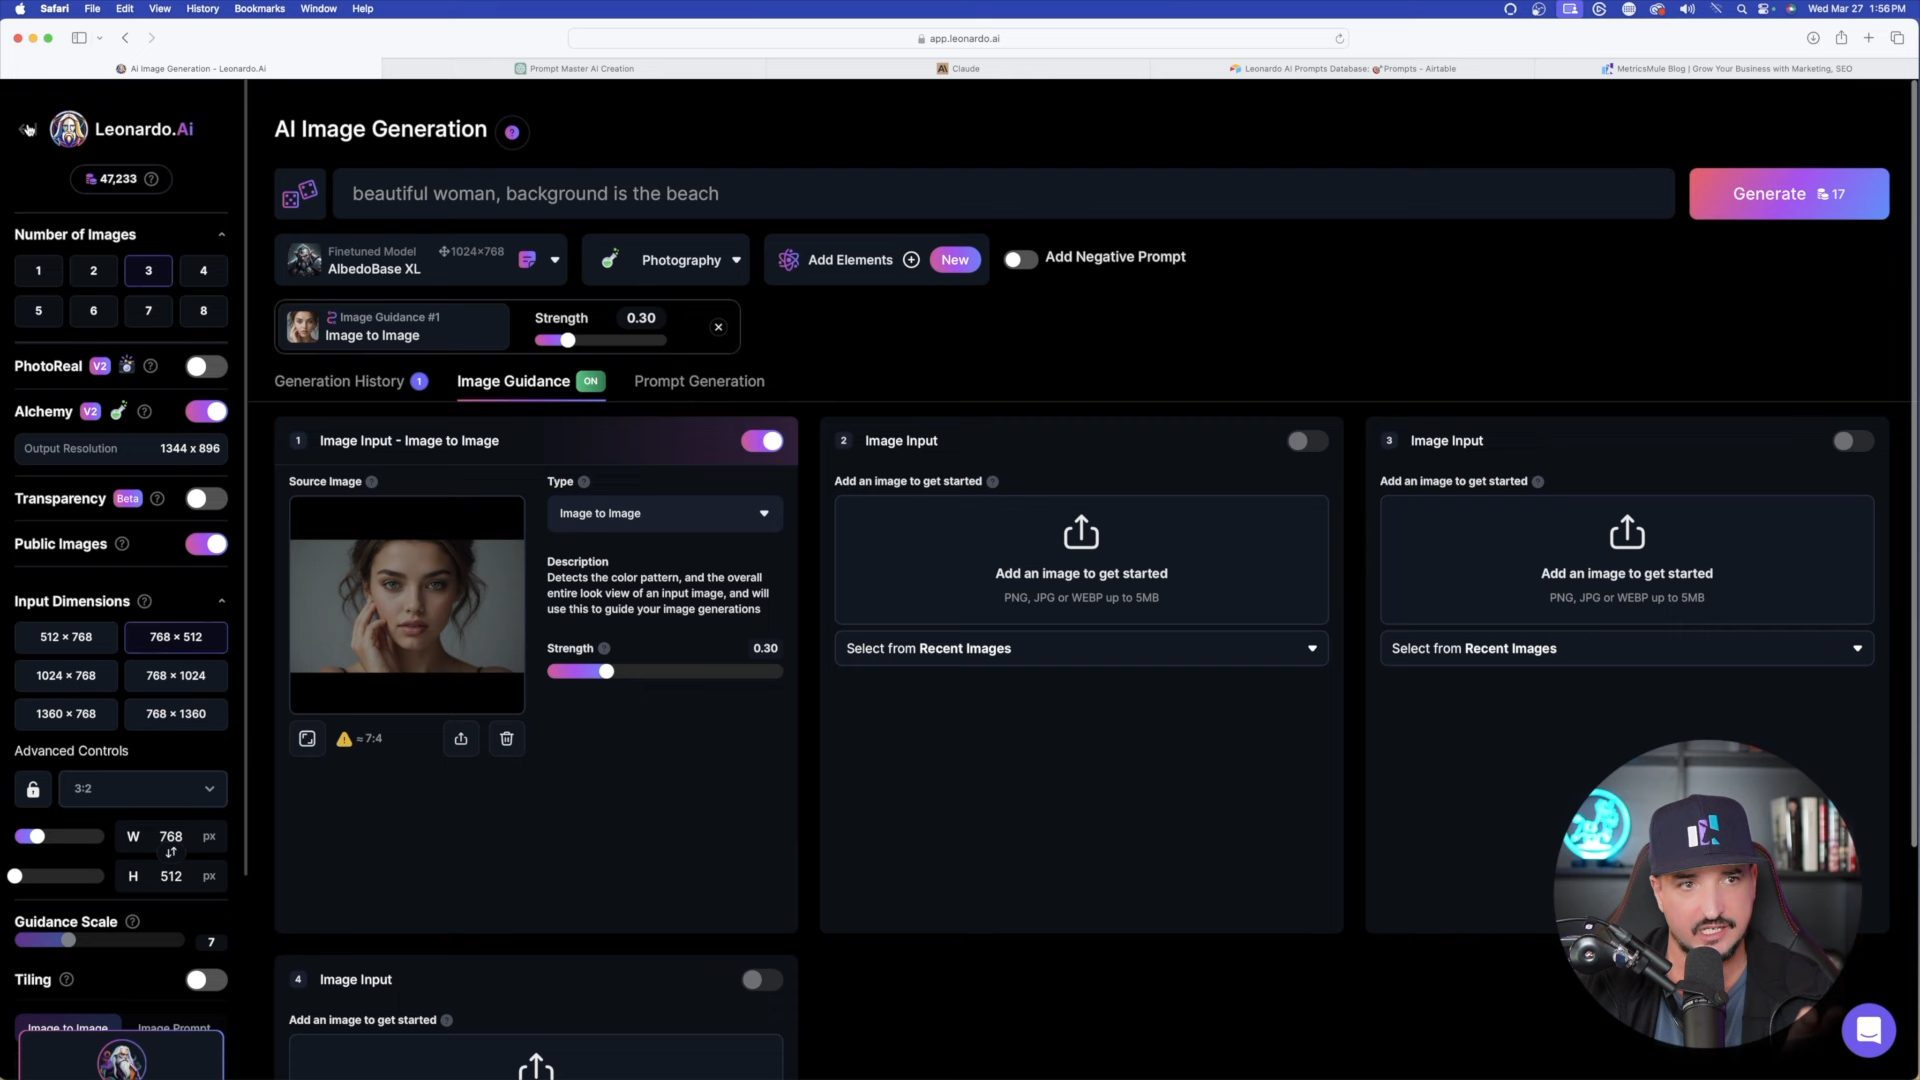 Safari File Edit View History Bookmarks Window Help
Wed Mar 27 1:56 PM
app.leonardo.ai
Ai Image Generation - Leonardo.Ai
Prompt Master AI Creation
Claude
Leonardo AI Prompts Database: Prompts - Airtable
MetricsMule Blog | Grow Your Business with Marketing, SEO
Leonardo.Ai
47,233
Number of Images
1 2 3 4
5 6 7 8
PhotoReal V2
Alchemy V2
Output Resolution 1344 x 896
Transparency Beta
Public Images
Input Dimensions
512 × 768 768 × 512
1024 × 768 768 × 1024
1360 × 768 768 × 1360
Advanced Controls
3:2
W 768 px
H 512 px
Guidance Scale
7
Tiling
Image to Image Image Prompt
AI Image Generation
beautiful woman, background is the beach
Generate 17
Finetuned Model 1024×768
AlbedoBase XL
Photography
Add Elements New
Add Negative Prompt
Image Guidance #1
Image to Image
Strength 0.30
Generation History 1
Image Guidance ON
Prompt Generation
1 Image Input - Image to Image
Source Image
≈ 7:4
Type
Image to Image
Description
Detects the color pattern, and the overall
entire look view of an input image, and will
use this to guide your image generations
Strength 0.30
2 Image Input
Add an image to get started
Add an image to get started
PNG, JPG or WEBP up to 5MB
Select from Recent Images
3 Image Input
Add an image to get started
Add an image to get started
PNG, JPG or WEBP up to 5MB
Select from Recent Images
4 Image Input
Add an image to get started